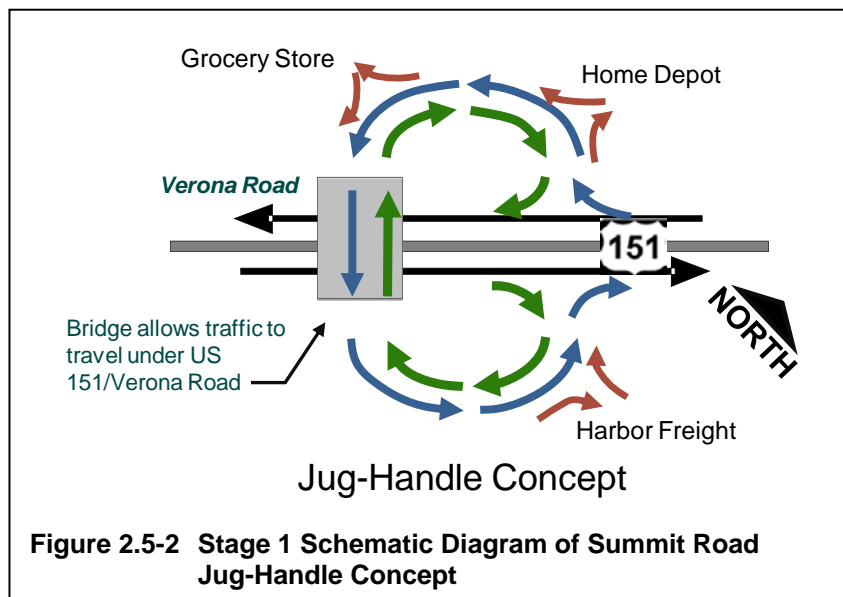 Grocery Store
Home Depot
Verona Road
151
NORTH
Bridge allows traffic to
travel under US
151/Verona Road
Harbor Freight
Jug-Handle Concept
Figure 2.5-2 Stage 1 Schematic Diagram of Summit Road
Jug-Handle Concept